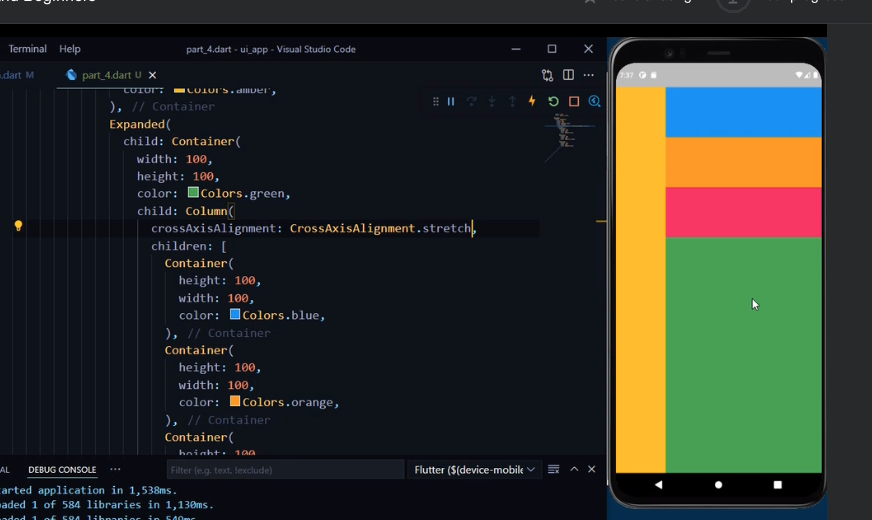 Terminal Help part_4.dart - ui_app - Visual Studio Code
.dart M part_4.dart U
color: Colors.amber,
), // Container
Expanded(
child: Container(
width: 100,
height: 100,
color: Colors.green,
child: Column(
crossAxisAlignment: CrossAxisAlignment.stretch,
children: [
Container(
height: 100,
width: 100,
color: Colors.blue,
), // Container
Container(
height: 100,
width: 100,
color: Colors.orange,
), // Container
Container(
height: 100
AL DEBUG CONSOLE Filter (e.g. text, !exclude) Flutter ($(device-mobile
arted application in 1,538ms.
aded 1 of 584 libraries in 1,130ms.
aded 1 of 584 libraries in 540ms.
7:37